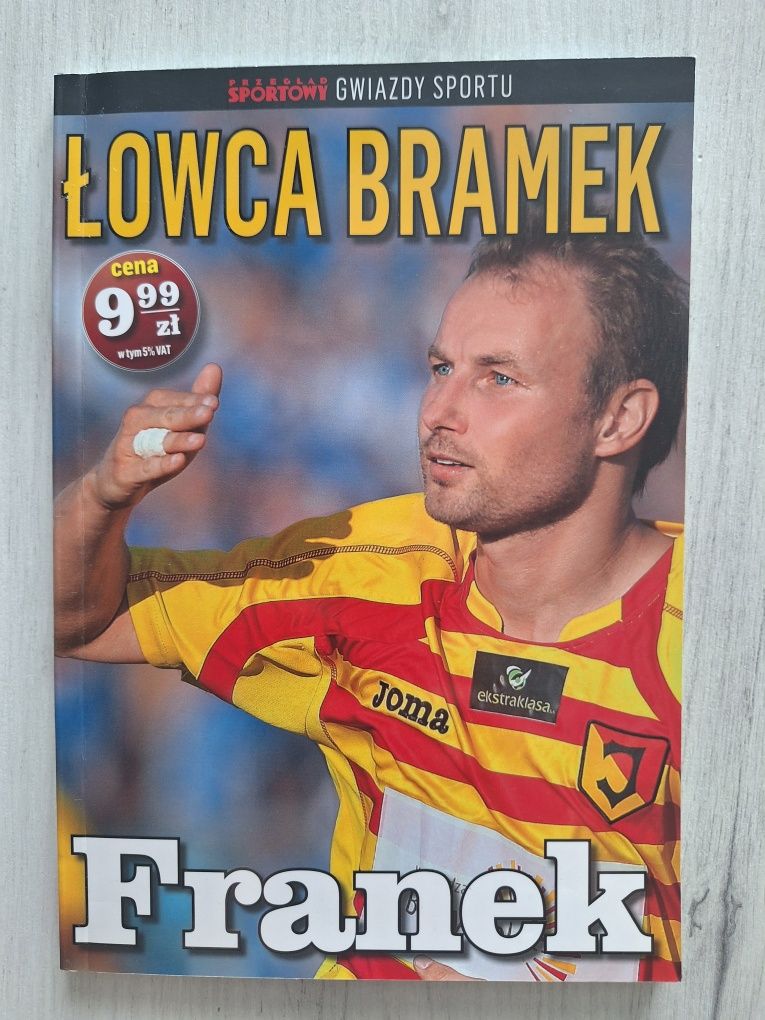 PRZEGLĄD
SPORTOWY GWIAZDY SPORTU
ŁOWCA BRAMEK
cena
9 99
zł
w tym 5% VAT
ekstraklasa
JOMA
J
Franek